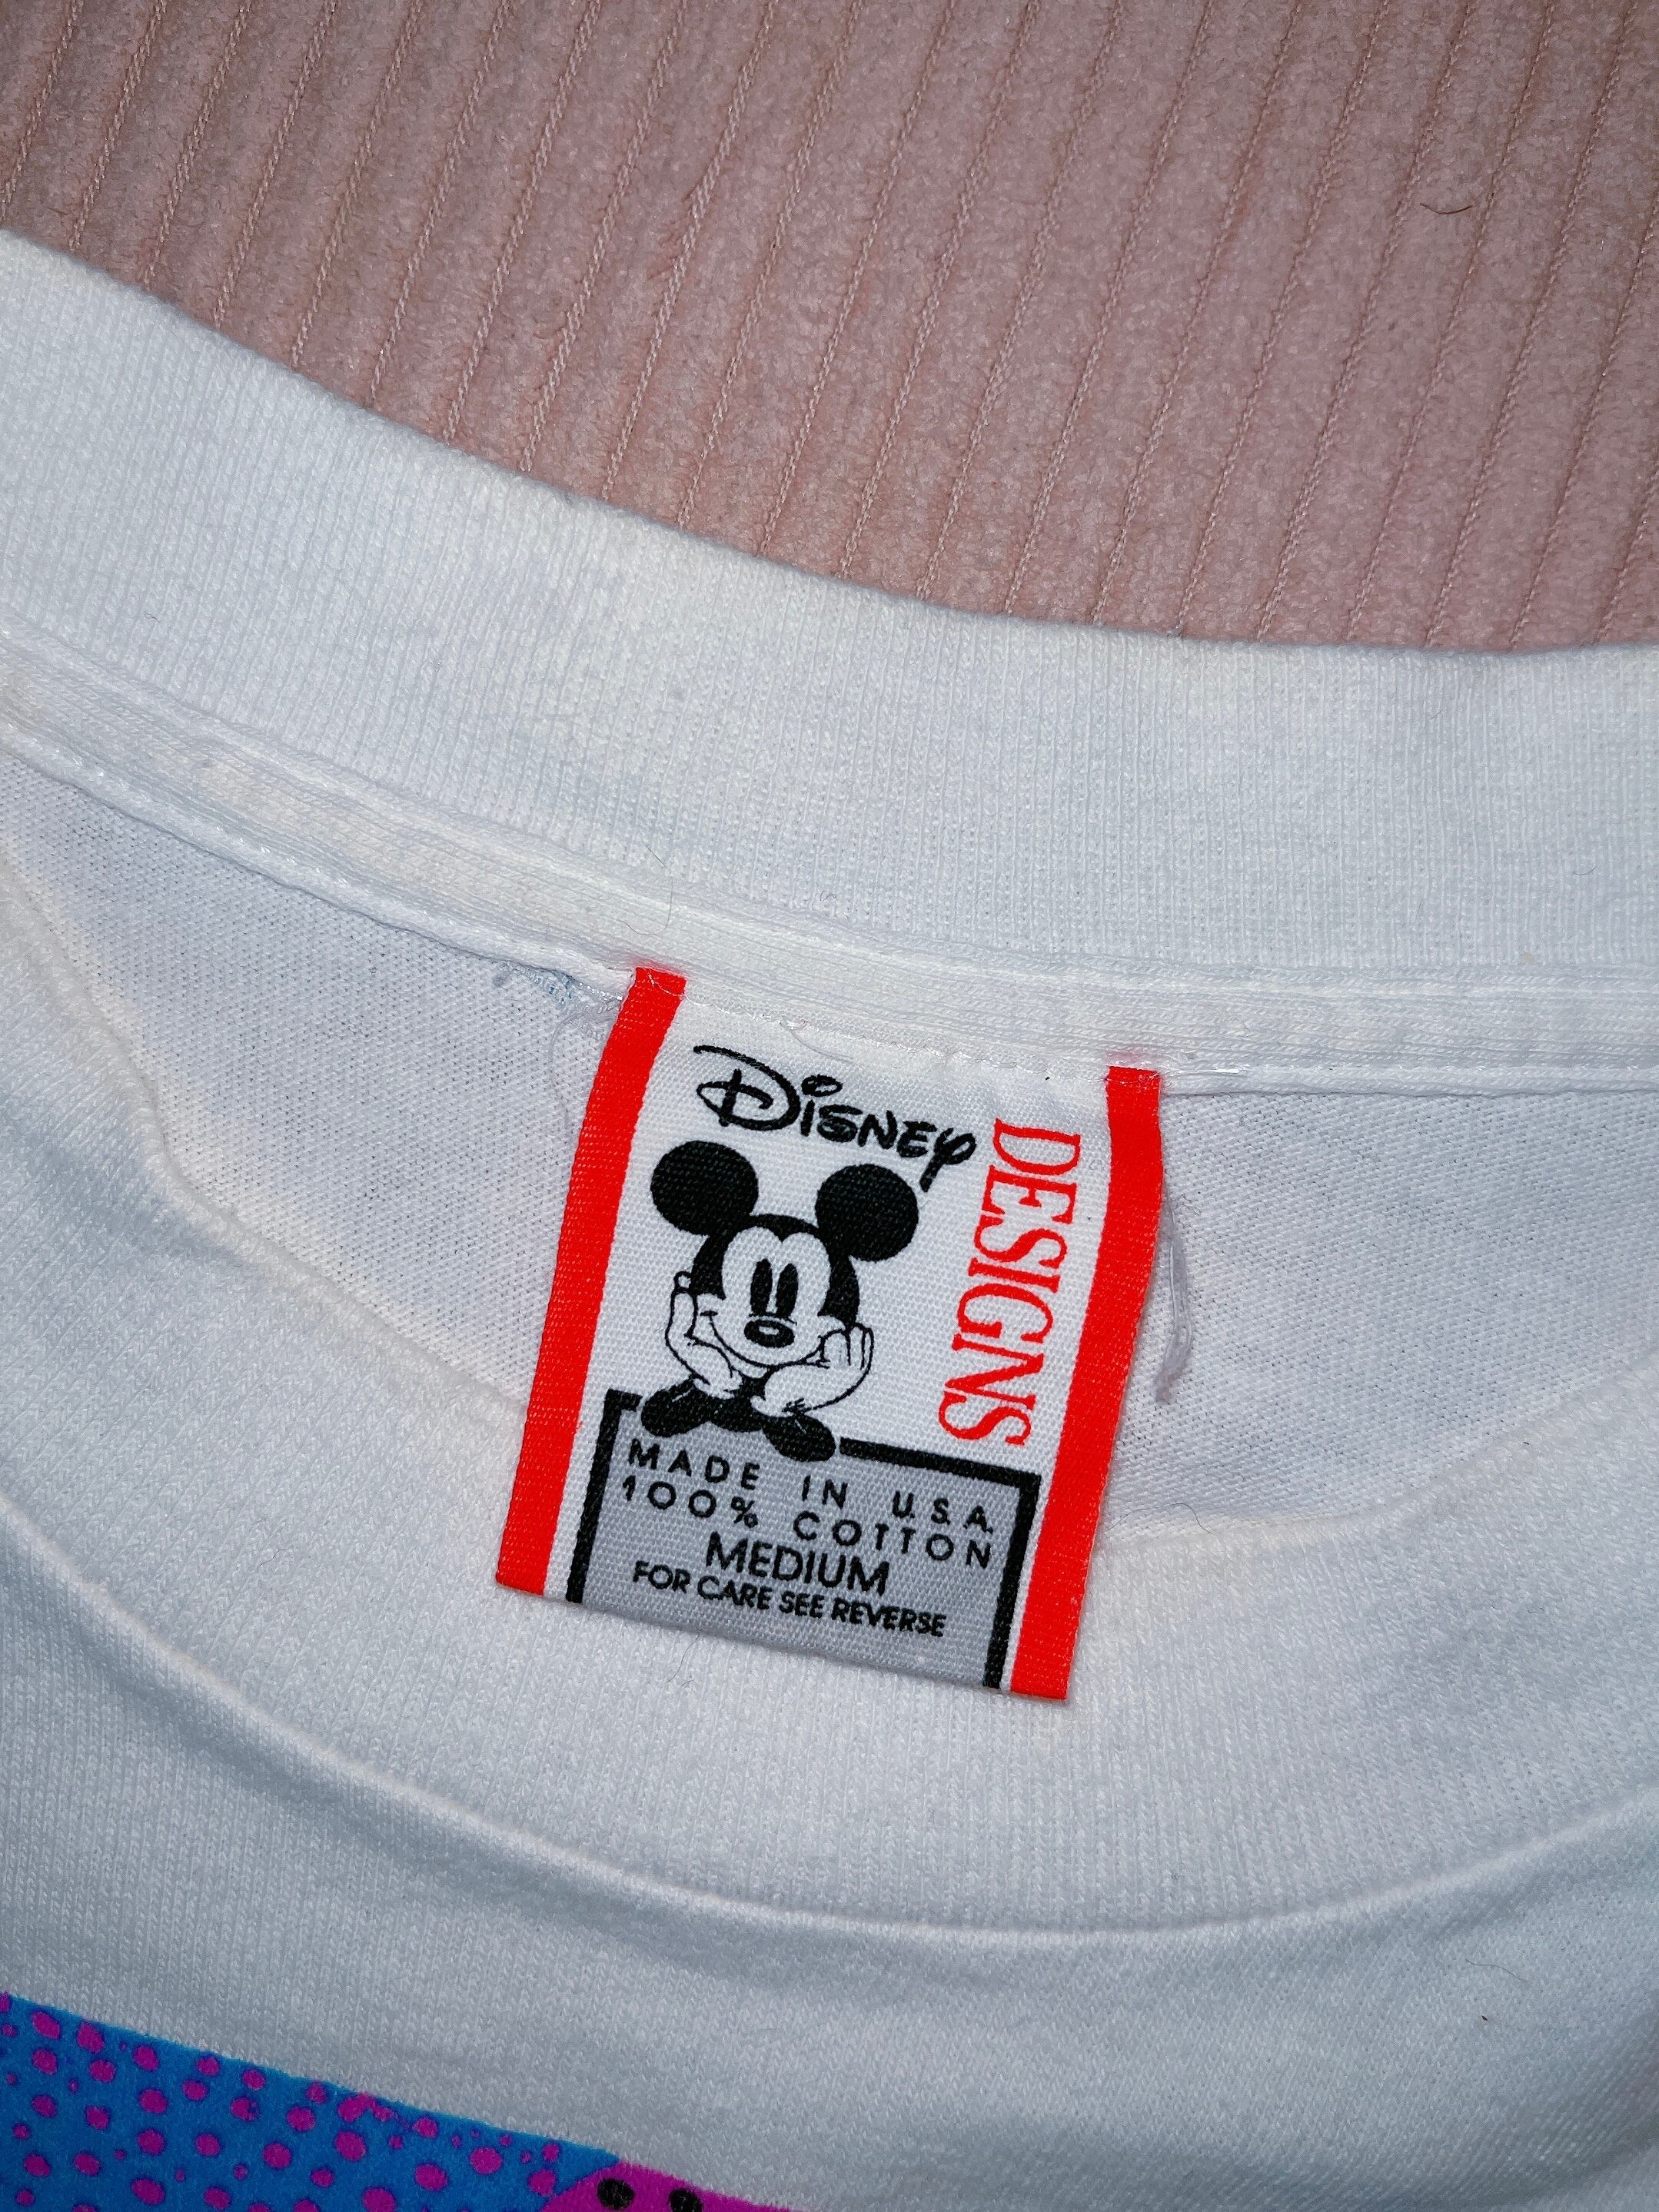 Disney
DESIGNS
MADE IN U.S.A.
100% COTTON
MEDIUM
FOR CARE SEE REVERSE